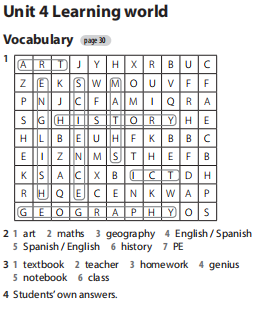 Unit 4 Learning world
Vocabulary page 30
1 A R T J Y H X R B U C
Z E K S W M O U V F F
P N J C F A M I Q R A
S G H I S T O R Y H E
H L B E U H F K B B C
E I Z N M S T H E F B
K S A C X B I C T D H
R H Q E C E N K W A P
G E O G R A P H Y O S
2 1 art 2 maths 3 geography 4 English / Spanish
5 Spanish / English 6 history 7 PE
3 1 textbook 2 teacher 3 homework 4 genius
5 notebook 6 class
4 Students' own answers.